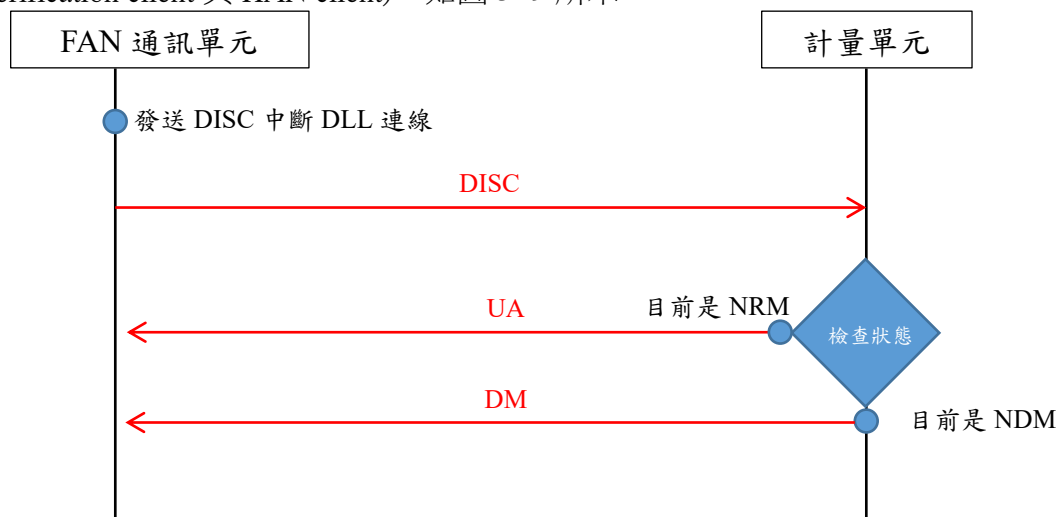 FAN 通訊單元
計量單元
發送 DISC 中斷 DLL 連線
DISC
UA
目前是 NRM
檢查狀態
DM
目前是 NDM